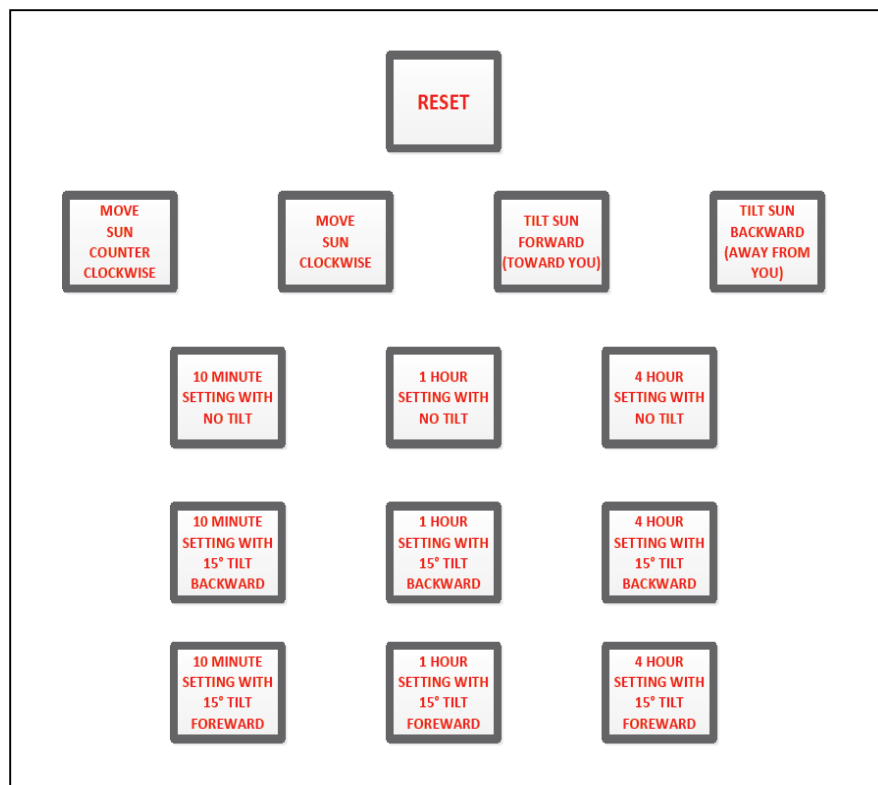 RESET
MOVE
SUN
COUNTER
CLOCKWISE
MOVE
SUN
CLOCKWISE
TILT SUN
FORWARD
(TOWARD YOU)
TILT SUN
BACKWARD
(AWAY FROM
YOU)
10 MINUTE
SETTING WITH
NO TILT
1 HOUR
SETTING WITH
NO TILT
4 HOUR
SETTING WITH
NO TILT
10 MINUTE
SETTING WITH
15° TILT
BACKWARD
1 HOUR
SETTING WITH
15° TILT
BACKWARD
4 HOUR
SETTING WITH
15° TILT
BACKWARD
10 MINUTE
SETTING WITH
15° TILT
FOREWARD
1 HOUR
SETTING WITH
15° TILT
FOREWARD
4 HOUR
SETTING WITH
15° TILT
FOREWARD